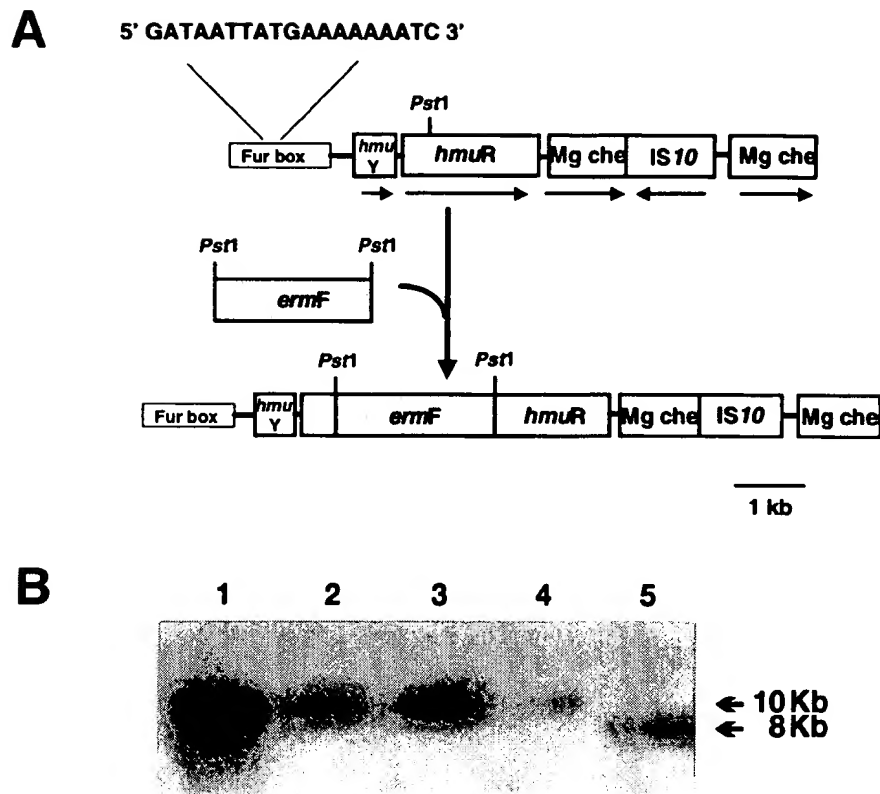 A
5' GATAATTATGAAAAAAATC 3'
Pst1
Fur box hmu Y hmuR Mg che IS10 Mg che
Pst1 Pst1
ermF
Pst1 Pst1
Fur box hmu Y ermF hmuR Mg che IS10 Mg che
1 kb
B 1 2 3 4 5
10 Kb
8 Kb